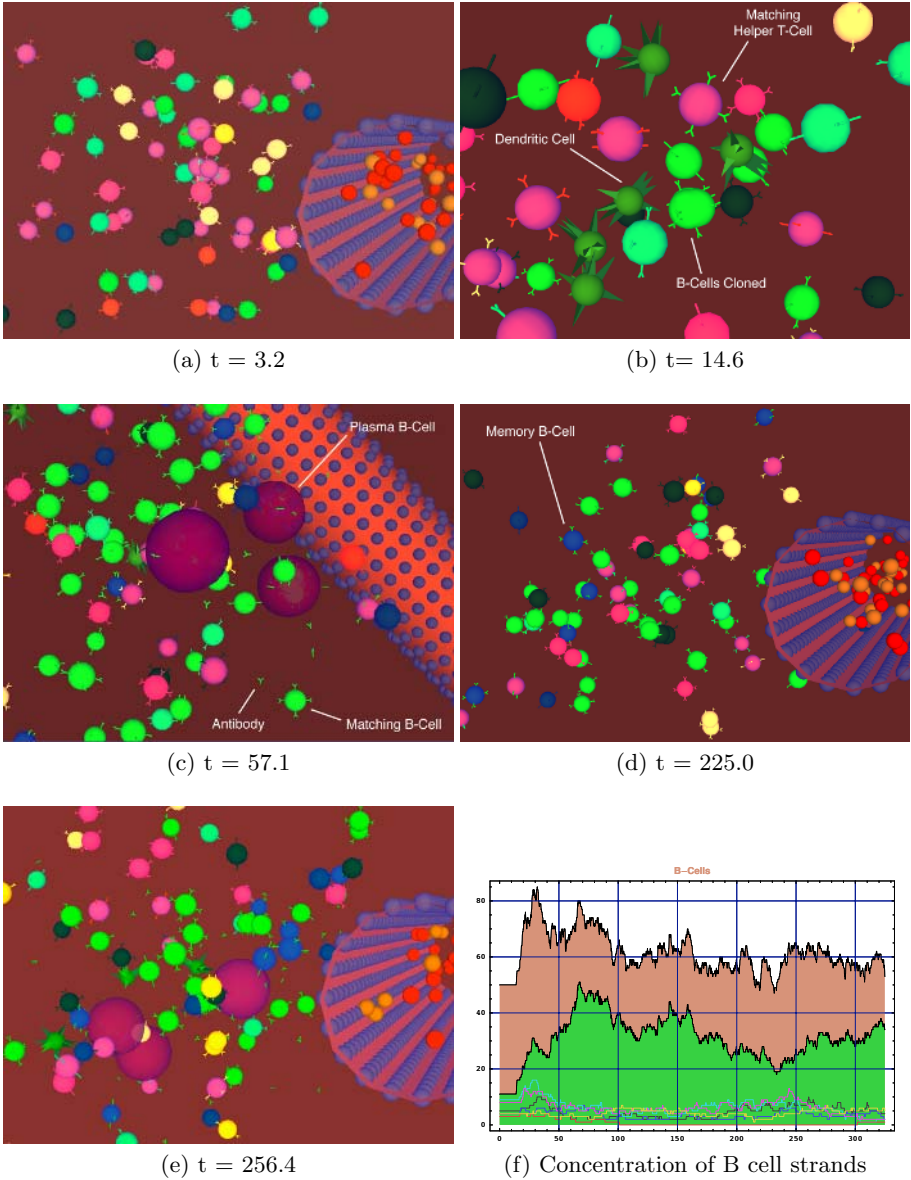 Matching
Helper T-Cell
Dendritic Cell
B-Cells Cloned
(a) t = 3.2
(b) t= 14.6
Plasma B-Cell
Antibody
Matching B-Cell
Memory B-Cell
(c) t = 57.1
(d) t = 225.0
B-Cells
80
60
40
20
0
0 50 100 150 200 250 300
(e) t = 256.4
(f) Concentration of B cell strands